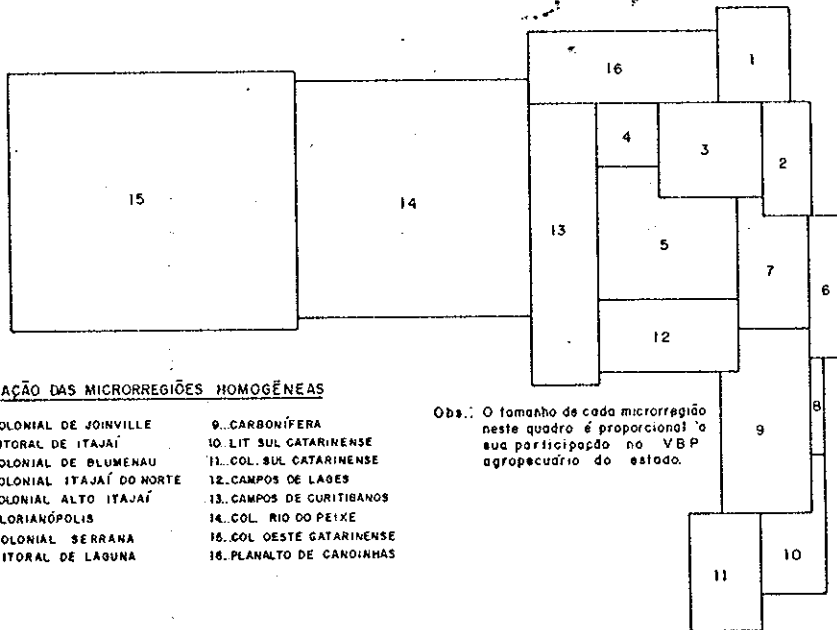 16
1
4
3
2
15
14
13
5
7
6
12
8
9
10
11
AÇÃO DAS MICRORREGIÕES HOMOGÊNEAS
OLONIAL DE JOINVILLE
ITORAL DE ITAJAÍ
OLONIAL DE BLUMENAU
OLONIAL ITAJAÍ DO NORTE
OLONIAL ALTO ITAJAÍ
LORIANÓPOLIS
OLONIAL SERRANA
ITORAL DE LAGUNA
9..CARBONÍFERA
10.LIT SUL CATARINENSE
11..COL. SUL CATARINENSE
12.CAMPOS DE LAGES
13..CAMPOS DE CURITIBANOS
14..COL. RIO DO PEIXE
15..COL OESTE CATARINENSE
16.PLANALTO DE CANOINHAS
Obs.: O tamanho de cada microrregião
neste quadro é proporcional à
sua participação no VBP
agropecuário do estado.